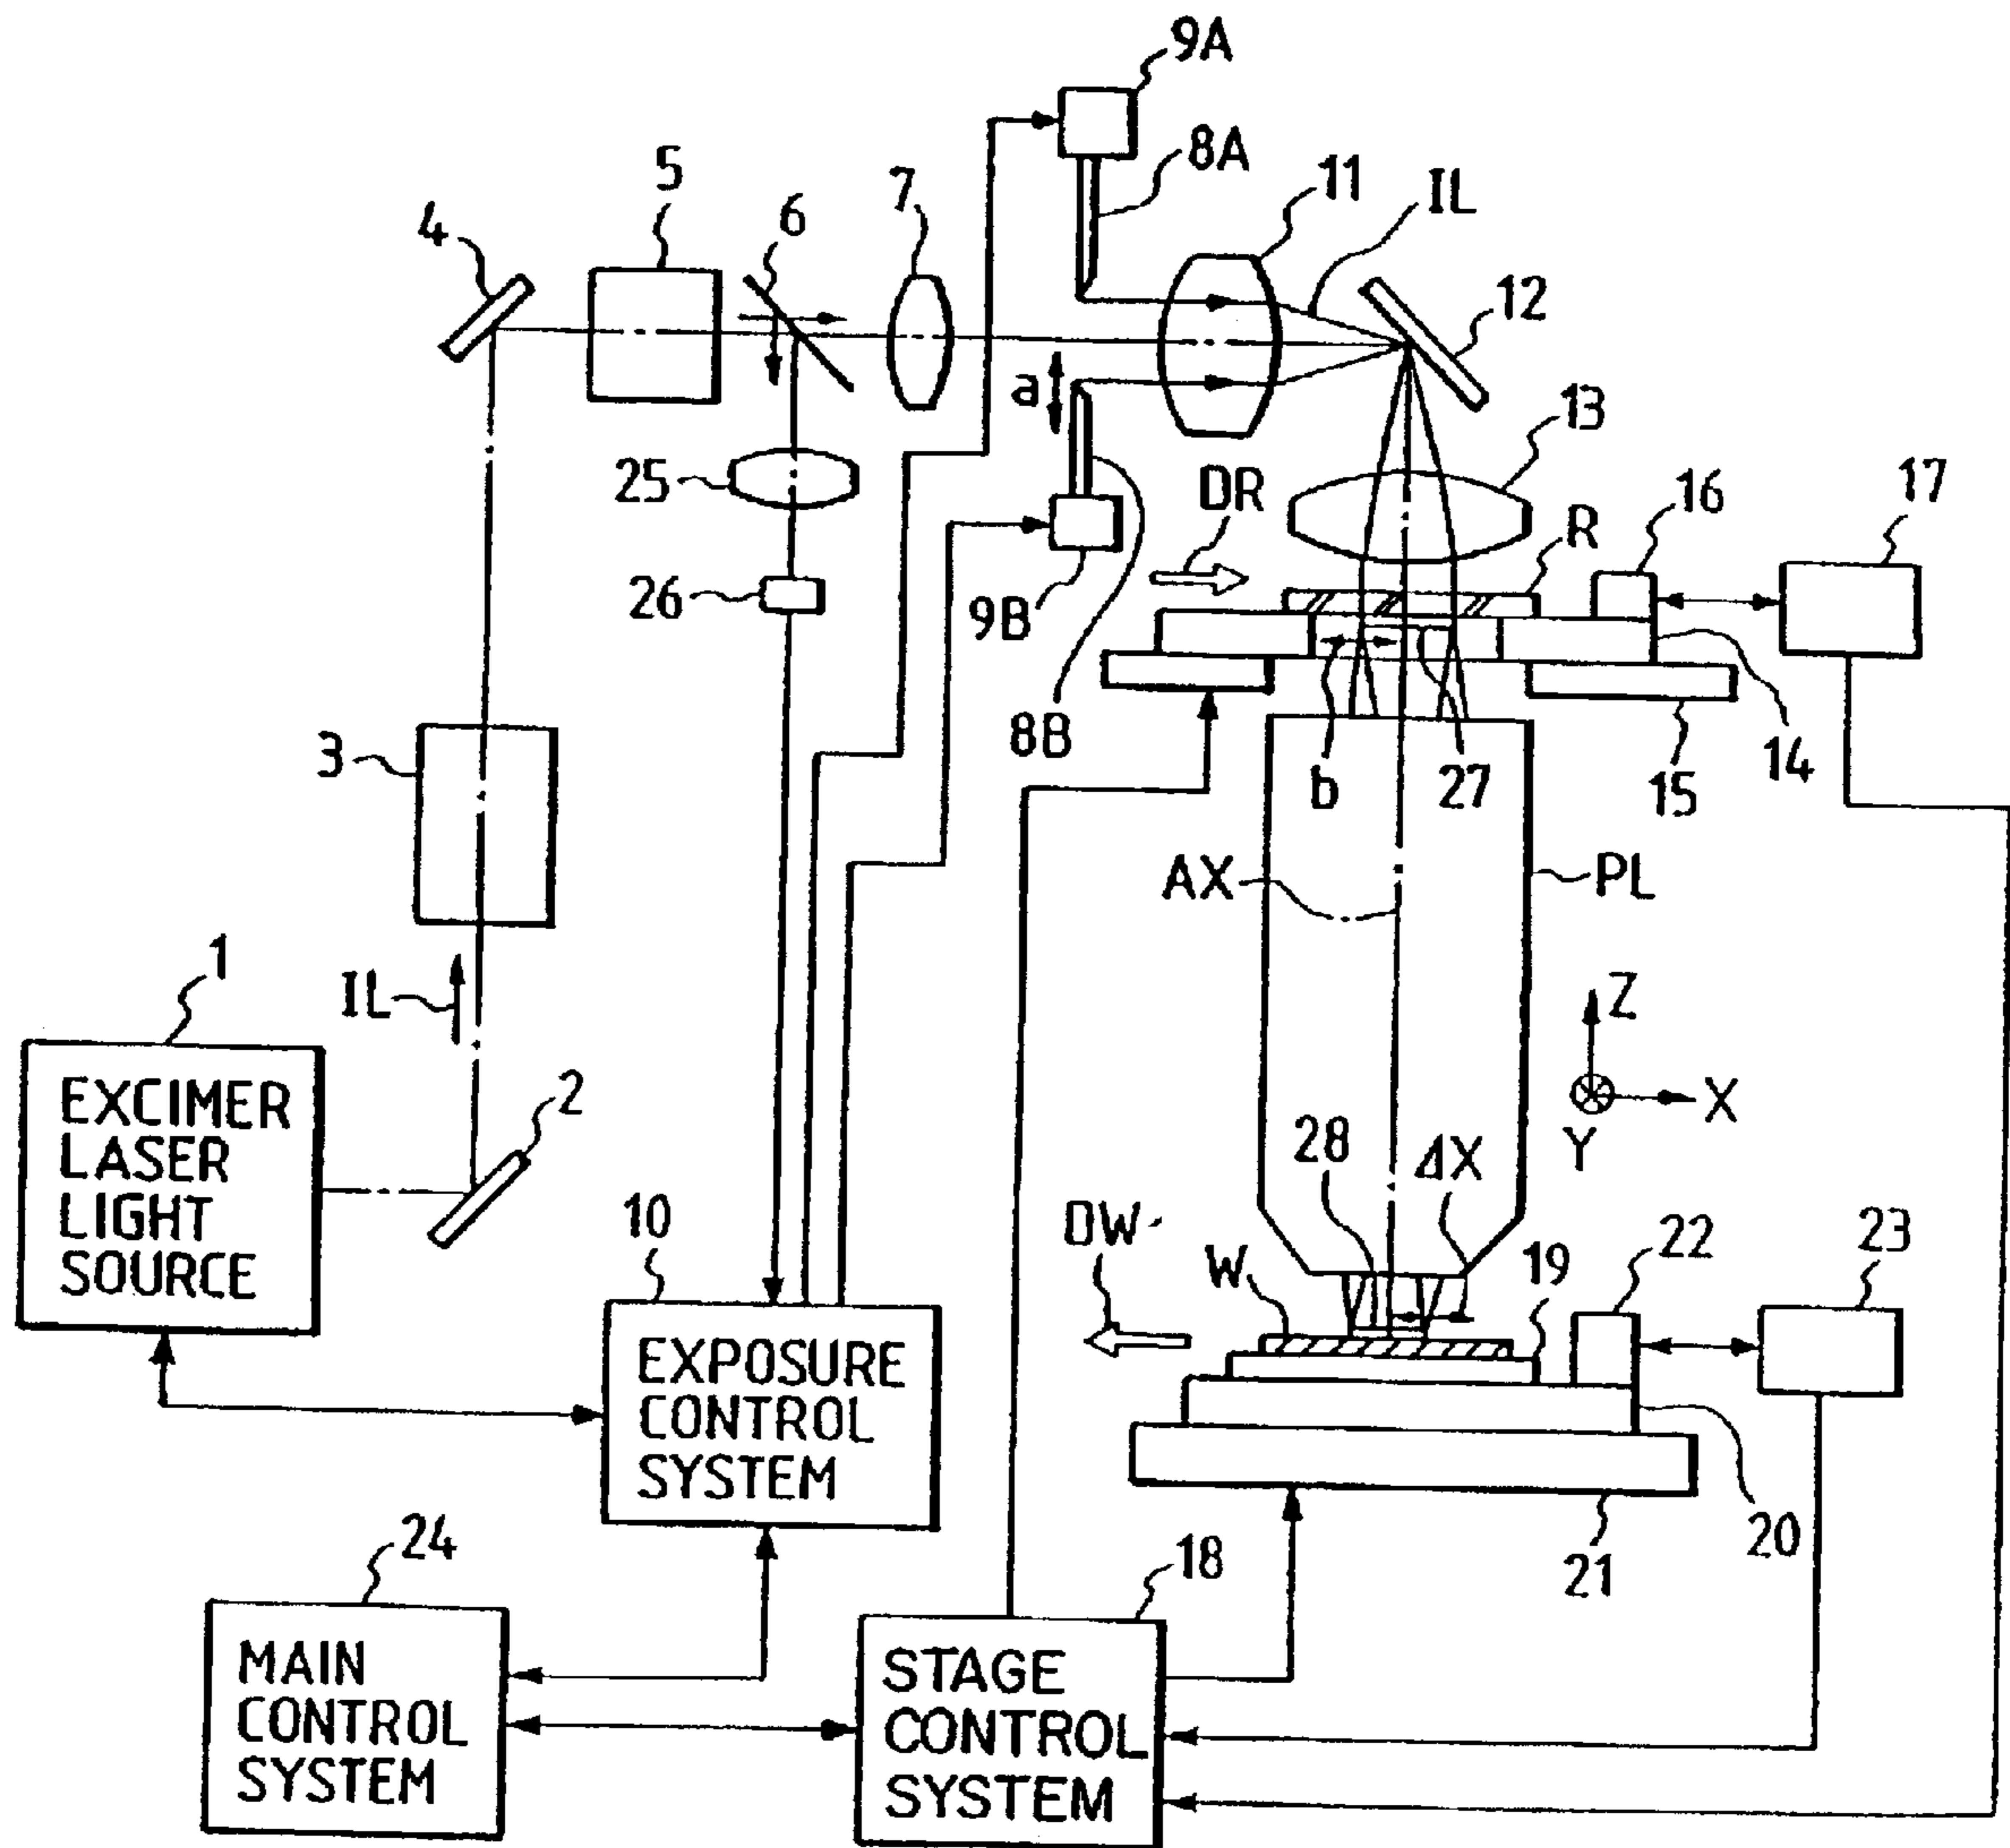 9A
8A
11
IL
5
6
7
4
12
a
13
25
DR
16
17
R
26
9B
8B
b
27
14
15
3
AX
PL
1
IL
Z
X
Y
2
EXCIMER
LASER
LIGHT
SOURCE
28
ΔX
10
DW
W
19
22
23
EXPOSURE
CONTROL
SYSTEM
20
21
24
18
MAIN
CONTROL
SYSTEM
STAGE
CONTROL
SYSTEM